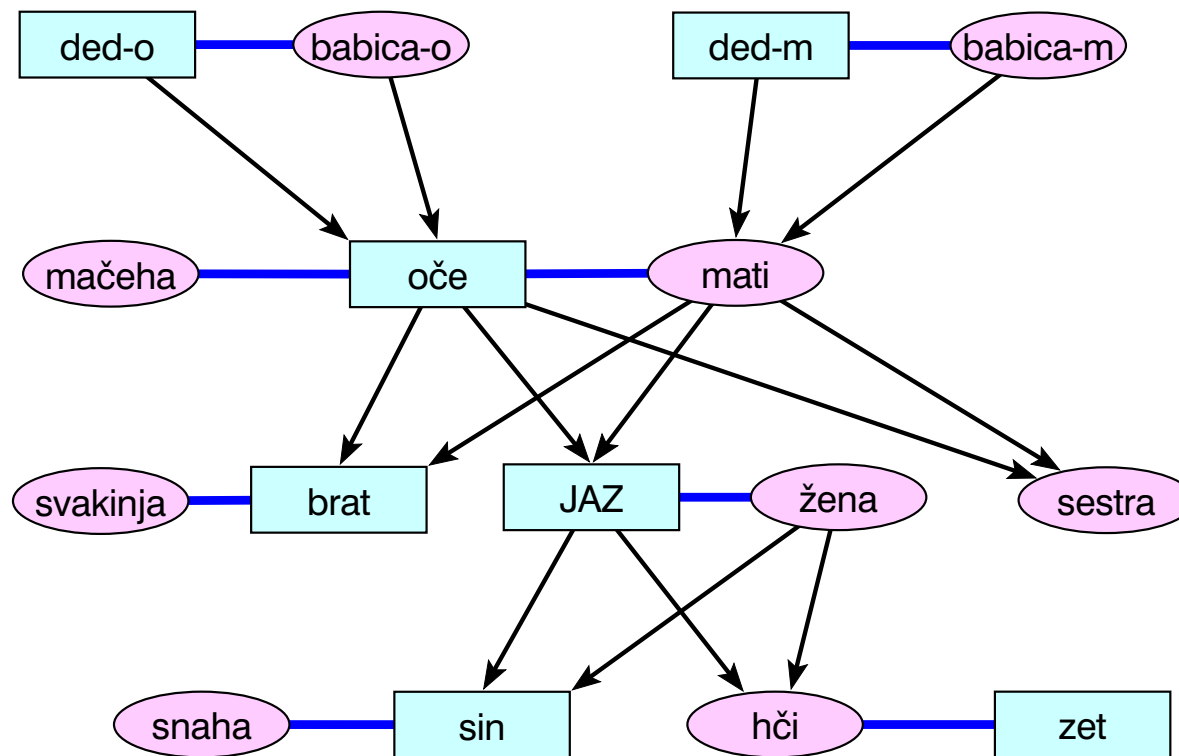 ded-o
babica-o
ded-m
babica-m
mačeha
oče
mati
svakinja
brat
JAZ
žena
sestra
snaha
sin
hči
zet